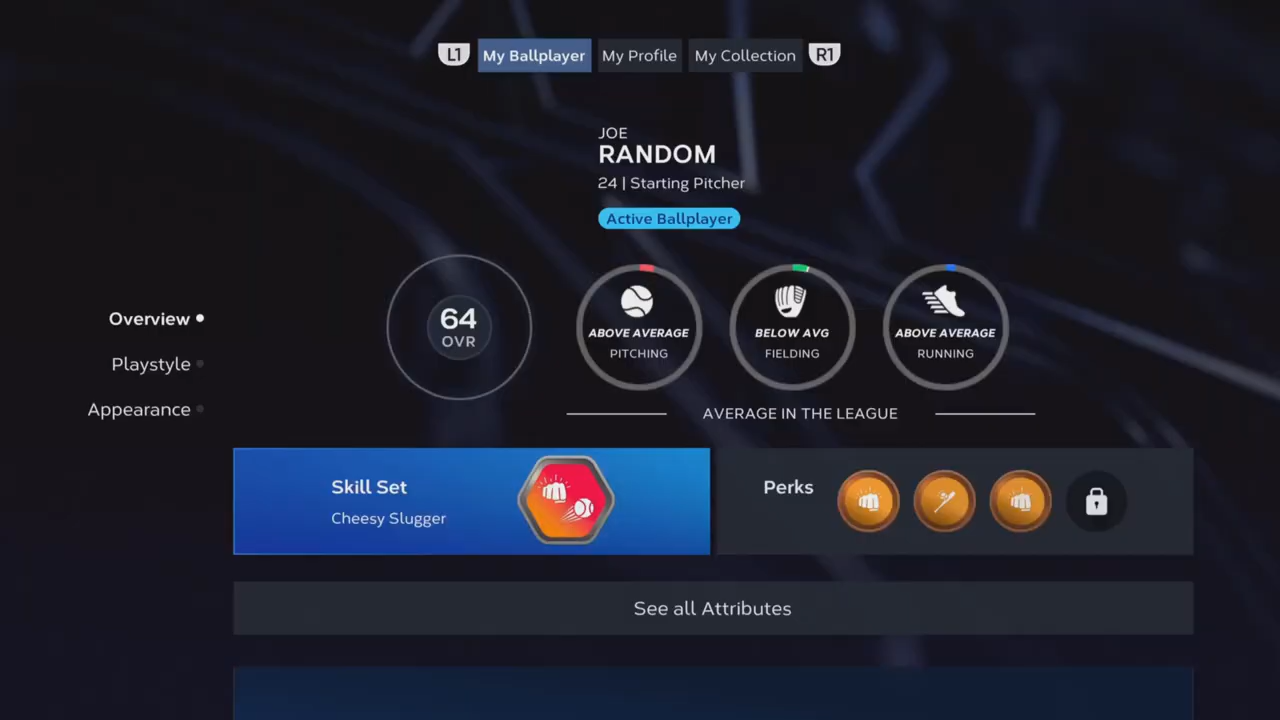 L1 My Ballplayer My Profile My Collection R1
JOE
RANDOM
24 | Starting Pitcher
Active Ballplayer
64
OVR
ABOVE AVERAGE
PITCHING
BELOW AVG
FIELDING
ABOVE AVERAGE
RUNNING
Overview
Playstyle
Appearance
AVERAGE IN THE LEAGUE
Skill Set
Cheesy Slugger
Perks
See all Attributes